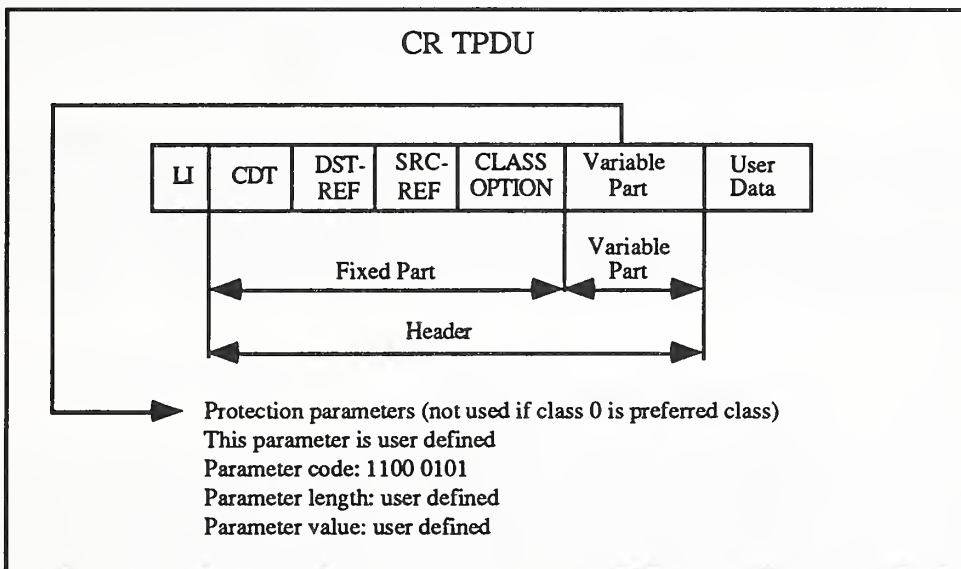 CR TPDU
LI
CDT
DST-
REF
SRC-
REF
CLASS
OPTION
Variable
Part
User
Data
Fixed Part
Variable
Part
Header
Protection parameters (not used if class 0 is preferred class)
This parameter is user defined
Parameter code: 1100 0101
Parameter length: user defined
Parameter value: user defined